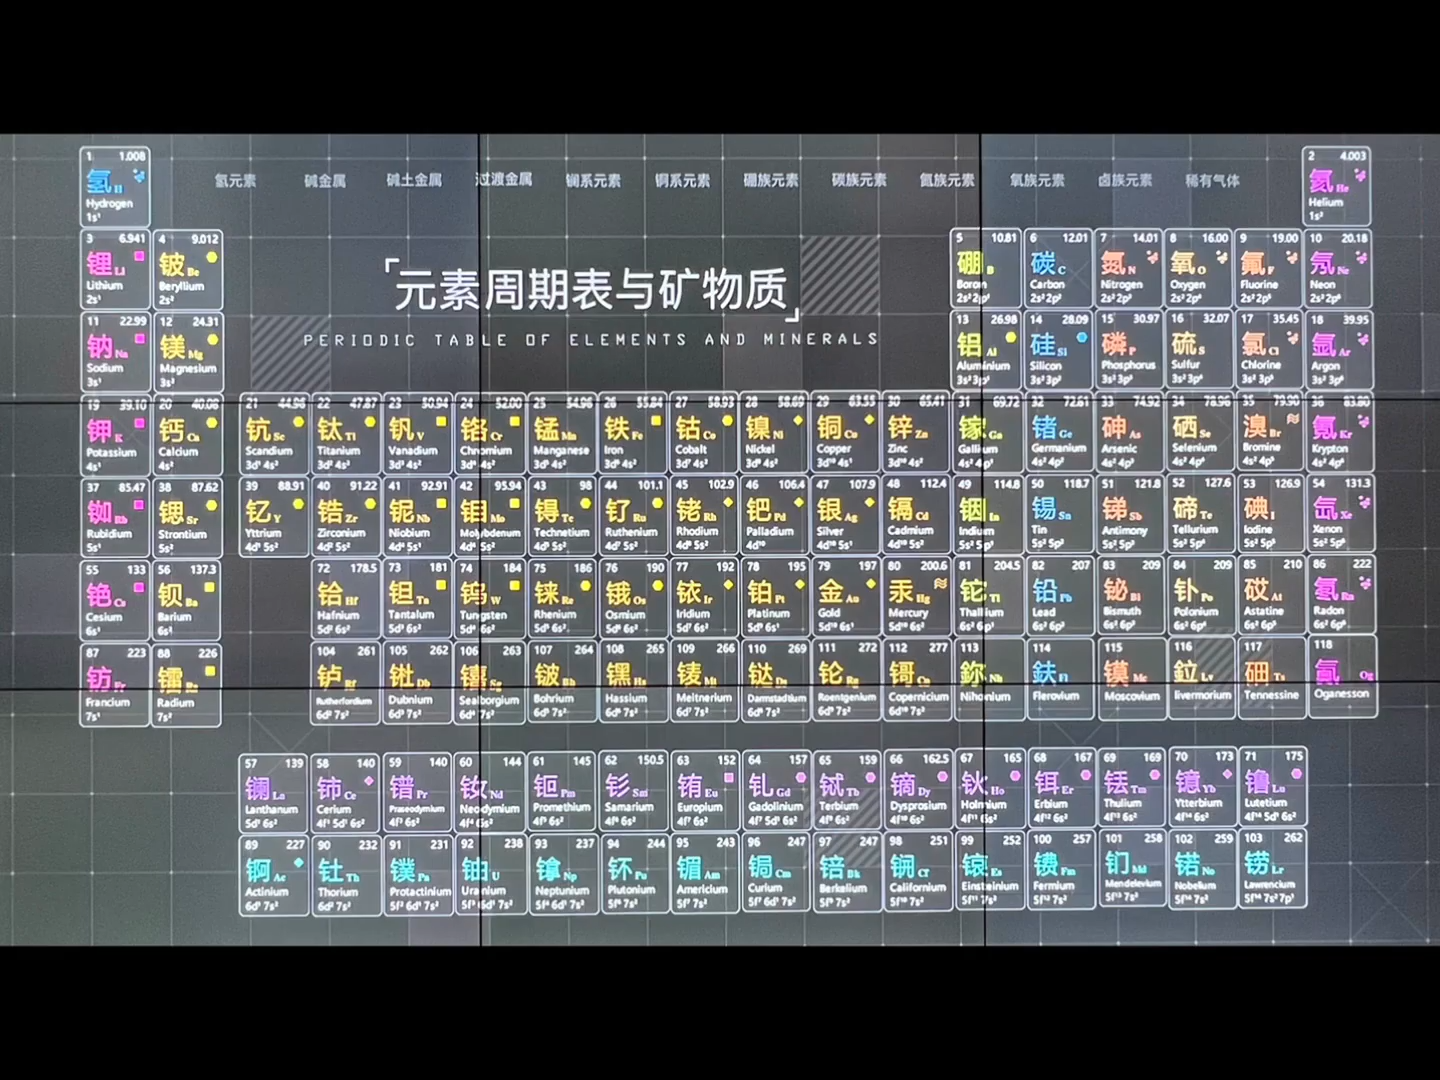 1 1.008 2 4.003
氢 H 氦 He
Hydrogen Helium
1s¹ 1s²
氢元素 碱金属 碱土金属 过渡金属 镧系元素 锕系元素 硼族元素 碳族元素 氮族元素 氧族元素 卤族元素 稀有气体
3 6.941 4 9.012 5 10.81 6 12.01 7 14.01 8 16.00 9 19.00 10 20.18
锂 Li 铍 Be 硼 B 碳 C 氮 N 氧 O 氟 F 氖 Ne
Lithium Beryllium Boron Carbon Nitrogen Oxygen Fluorine Neon
2s¹ 2s²
「元素周期表与矿物质」
PERIODIC TABLE OF ELEMENTS AND MINERALS
11 22.99 12 24.31 13 26.98 14 28.09 15 30.97 16 32.07 17 35.45 18 39.95
钠 Na 镁 Mg 铝 Al 硅 Si 磷 P 硫 S 氯 Cl 氩 Ar
Sodium Magnesium Aluminium Silicon Phosphorus Sulfur Chlorine Argon
3s¹ 3s²
19 39.10 20 40.08 21 44.96 22 47.87 23 50.94 24 52.00 25 54.96 26 55.84 27 58.93 28 58.69 29 63.55 30 65.41 31 69.72 32 72.61 33 74.92 34 78.96 35 79.90 36 83.80
钾 K 钙 Ca 钪 Sc 钛 Ti 钒 V 铬 Cr 锰 Mn 铁 Fe 钴 Co 镍 Ni 铜 Cu 锌 Zn 镓 Ga 锗 Ge 砷 As 硒 Se 溴 Br 氪 Kr
Potassium Calcium Scandium Titanium Vanadium Chromium Manganese Iron Cobalt Nickel Copper Zinc Gallium Germanium Arsenic Selenium Bromine Krypton
4s¹ 4s²
37 85.47 38 87.62 39 88.91 40 91.22 41 92.91 42 95.94 43 98 44 101.1 45 102.9 46 106.4 47 107.9 48 112.4 49 114.8 50 118.7 51 121.8 52 127.6 53 126.9 54 131.3
铷 Rb 锶 Sr 钇 Y 锆 Zr 铌 Nb 钼 Mo 锝 Tc 钌 Ru 铑 Rh 钯 Pd 银 Ag 镉 Cd 铟 In 锡 Sn 锑 Sb 碲 Te 碘 I 氙 Xe
Rubidium Strontium Yttrium Zirconium Niobium Molybdenum Technetium Ruthenium Rhodium Palladium Silver Cadmium Indium Tin Antimony Tellurium Iodine Xenon
5s¹ 5s²
55 133 56 137.3 72 178.5 73 181 74 184 75 186 76 190 77 192 78 195 79 197 80 200.6 81 204.5 82 207 83 209 84 209 85 210 86 222
铯 Cs 钡 Ba 铪 Hf 钽 Ta 钨 W 铼 Re 锇 Os 铱 Ir 铂 Pt 金 Au 汞 Hg 铊 Tl 铅 Pb 铋 Bi 钋 Po 砹 At 氡 Rn
Cesium Barium Hafnium Tantalum Tungsten Rhenium Osmium Iridium Platinum Gold Mercury Thallium Lead Bismuth Polonium Astatine Radon
6s¹ 6s²
87 223 88 226 104 261 105 262 106 263 107 264 108 265 109 266 110 269 111 272 112 277 113 114 115 116 117 118
钫 Fr 镭 Ra 𬬻 Rf 𬭊 Db 𬭳 Sg 𬭛 Bh 𬭶 Hs 鿏 Mt 𫟼 Ds 𬬭 Rg 鿔 Cn 鿭 Nh 𫓧 Fl 镆 Mc 𫟷 Lv 鿬 Ts 鿫 Og
Francium Radium Rutherfordium Dubnium Seaborgium Bohrium Hassium Meitnerium Darmstadtium Roentgenium Copernicium Nihonium Flerovium Moscovium livermorium Tennessine Oganesson
7s¹ 7s²
57 139 58 140 59 140 60 144 61 145 62 150.5 63 152 64 157 65 159 66 162.5 67 165 68 167 69 169 70 173 71 175
镧 La 铈 Ce 镨 Pr 钕 Nd 钷 Pm 钐 Sm 铕 Eu 钆 Gd 铽 Tb 镝 Dy 钬 Ho 铒 Er 铥 Tm 镱 Yb 镥 Lu
Lanthanum Cerium Praseodymium Neodymium Promethium Samarium Europium Gadolinium Terbium Dysprosium Holmium Erbium Thulium Ytterbium Lutetium
89 227 90 232 91 231 92 238 93 237 94 244 95 243 96 247 97 247 98 251 99 252 100 257 101 258 102 259 103 262
锕 Ac 钍 Th 镤 Pa 铀 U 镎 Np 钚 Pu 镅 Am 锔 Cm 锫 Bk 锎 Cf 锿 Es 镄 Fm 钔 Md 锘 No 铹 Lr
Actinium Thorium Protactinium Uranium Neptunium Plutonium Americium Curium Berkelium Californium Einsteinium Fermium Mendelevium Nobelium Lawrencium